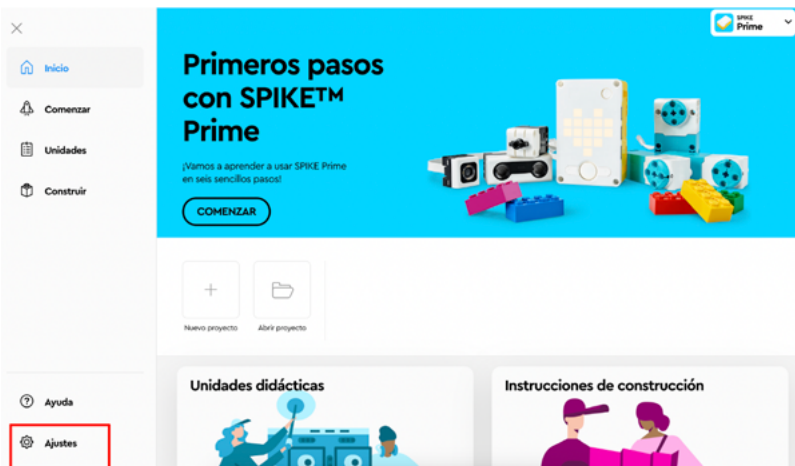 SPIKE
Prime
Inicio
Comenzar
Unidades
Construir
Ayuda
Ajustes
Primeros pasos
con SPIKE™
Prime
¡Vamos a aprender a usar SPIKE Prime
en seis sencillos pasos!
COMENZAR
Nuevo proyecto
Abrir proyecto
Unidades didácticas
Instrucciones de construcción